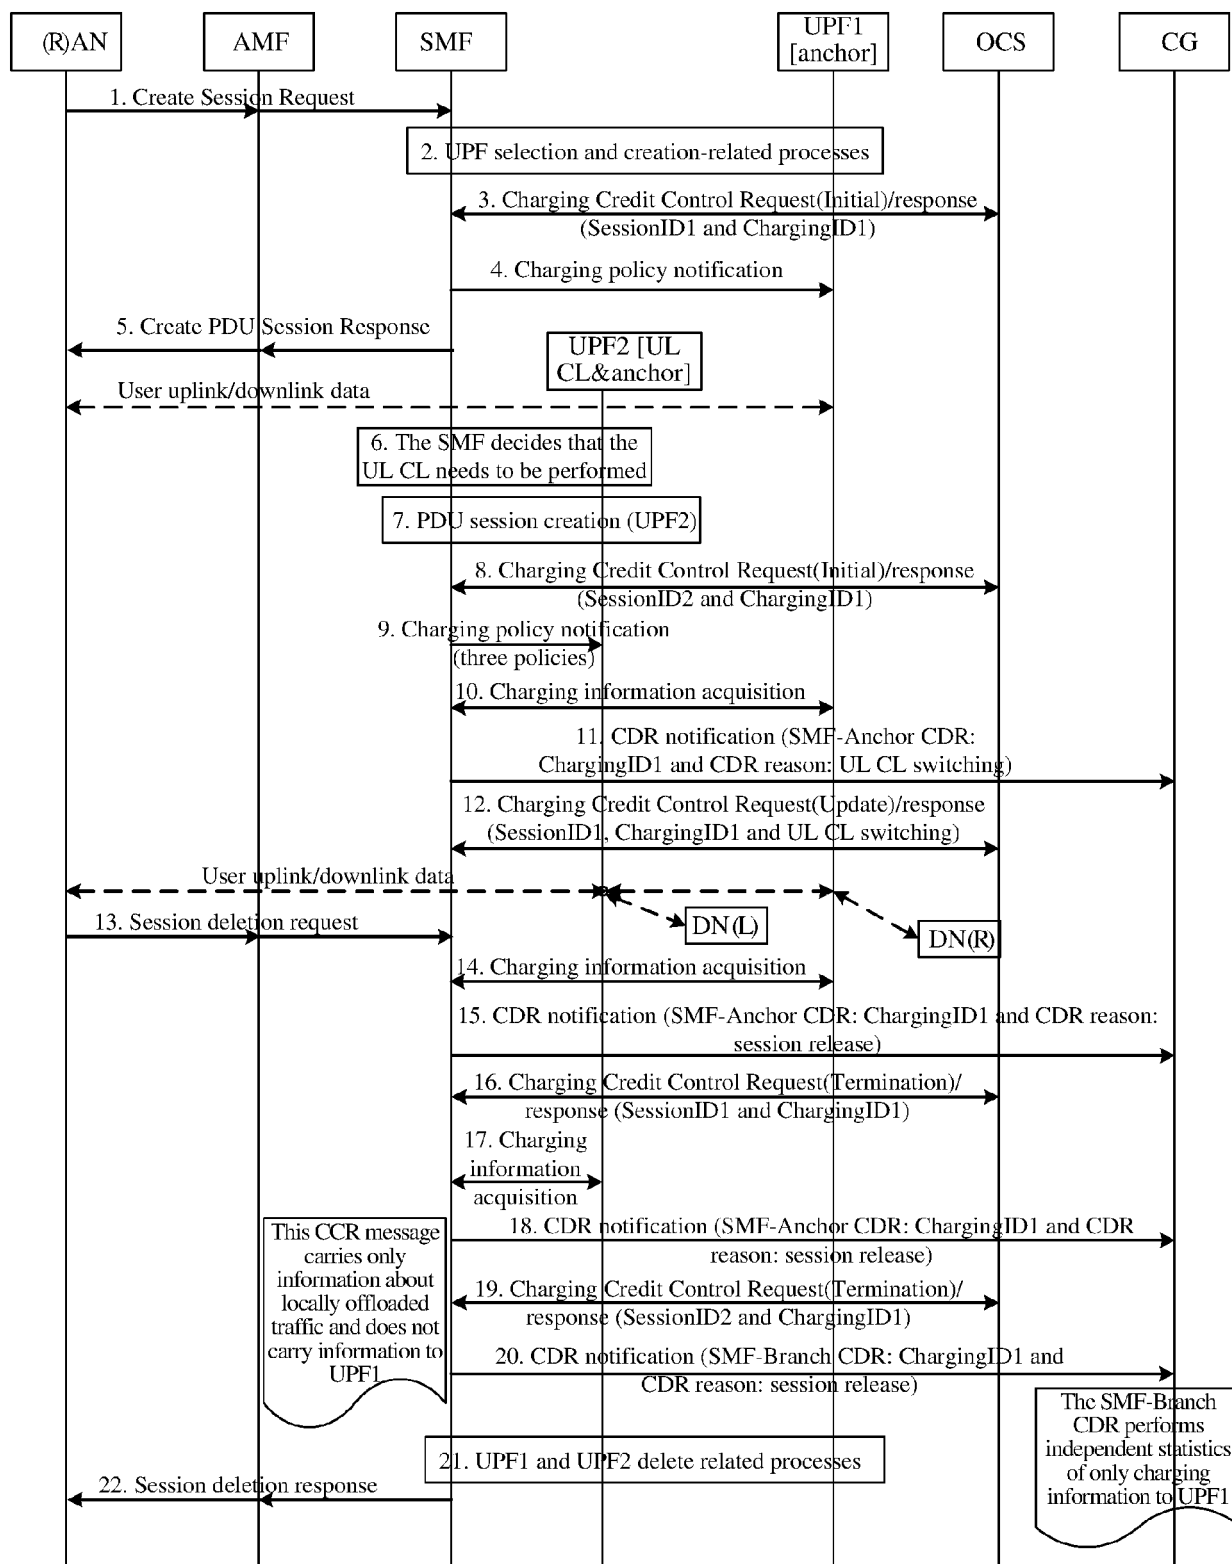 (R)AN
AMF
SMF
UPF1
[anchor]
OCS
CG
1. Create Session Request
2. UPF selection and creation-related processes
3. Charging Credit Control Request(Initial)/response
(SessionID1 and ChargingID1)
4. Charging policy notification
5. Create PDU Session Response
UPF2 [UL
CL&anchor]
User uplink/downlink data
6. The SMF decides that the
UL CL needs to be performed
7. PDU session creation (UPF2)
8. Charging Credit Control Request(Initial)/response
(SessionID2 and ChargingID1)
9. Charging policy notification
(three policies)
10. Charging information acquisition
11. CDR notification (SMF-Anchor CDR:
ChargingID1 and CDR reason: UL CL switching)
12. Charging Credit Control Request(Update)/response
(SessionID1, ChargingID1 and UL CL switching)
User uplink/downlink data
13. Session deletion request
DN(L)
DN(R)
14. Charging information acquisition
15. CDR notification (SMF-Anchor CDR: ChargingID1 and CDR reason:
session release)
16. Charging Credit Control Request(Termination)/
response (SessionID1 and ChargingID1)
17. Charging
information
acquisition
18. CDR notification (SMF-Anchor CDR: ChargingID1 and CDR
reason: session release)
This CCR message
carries only
information about
locally offloaded
traffic and does not
carry information to
UPF1
19. Charging Credit Control Request(Termination)/
response (SessionID2 and ChargingID1)
20. CDR notification (SMF-Branch CDR: ChargingID1 and
CDR reason: session release)
The SMF-Branch
CDR performs
independent statistics
of only charging
information to UPF1
21. UPF1 and UPF2 delete related processes
22. Session deletion response